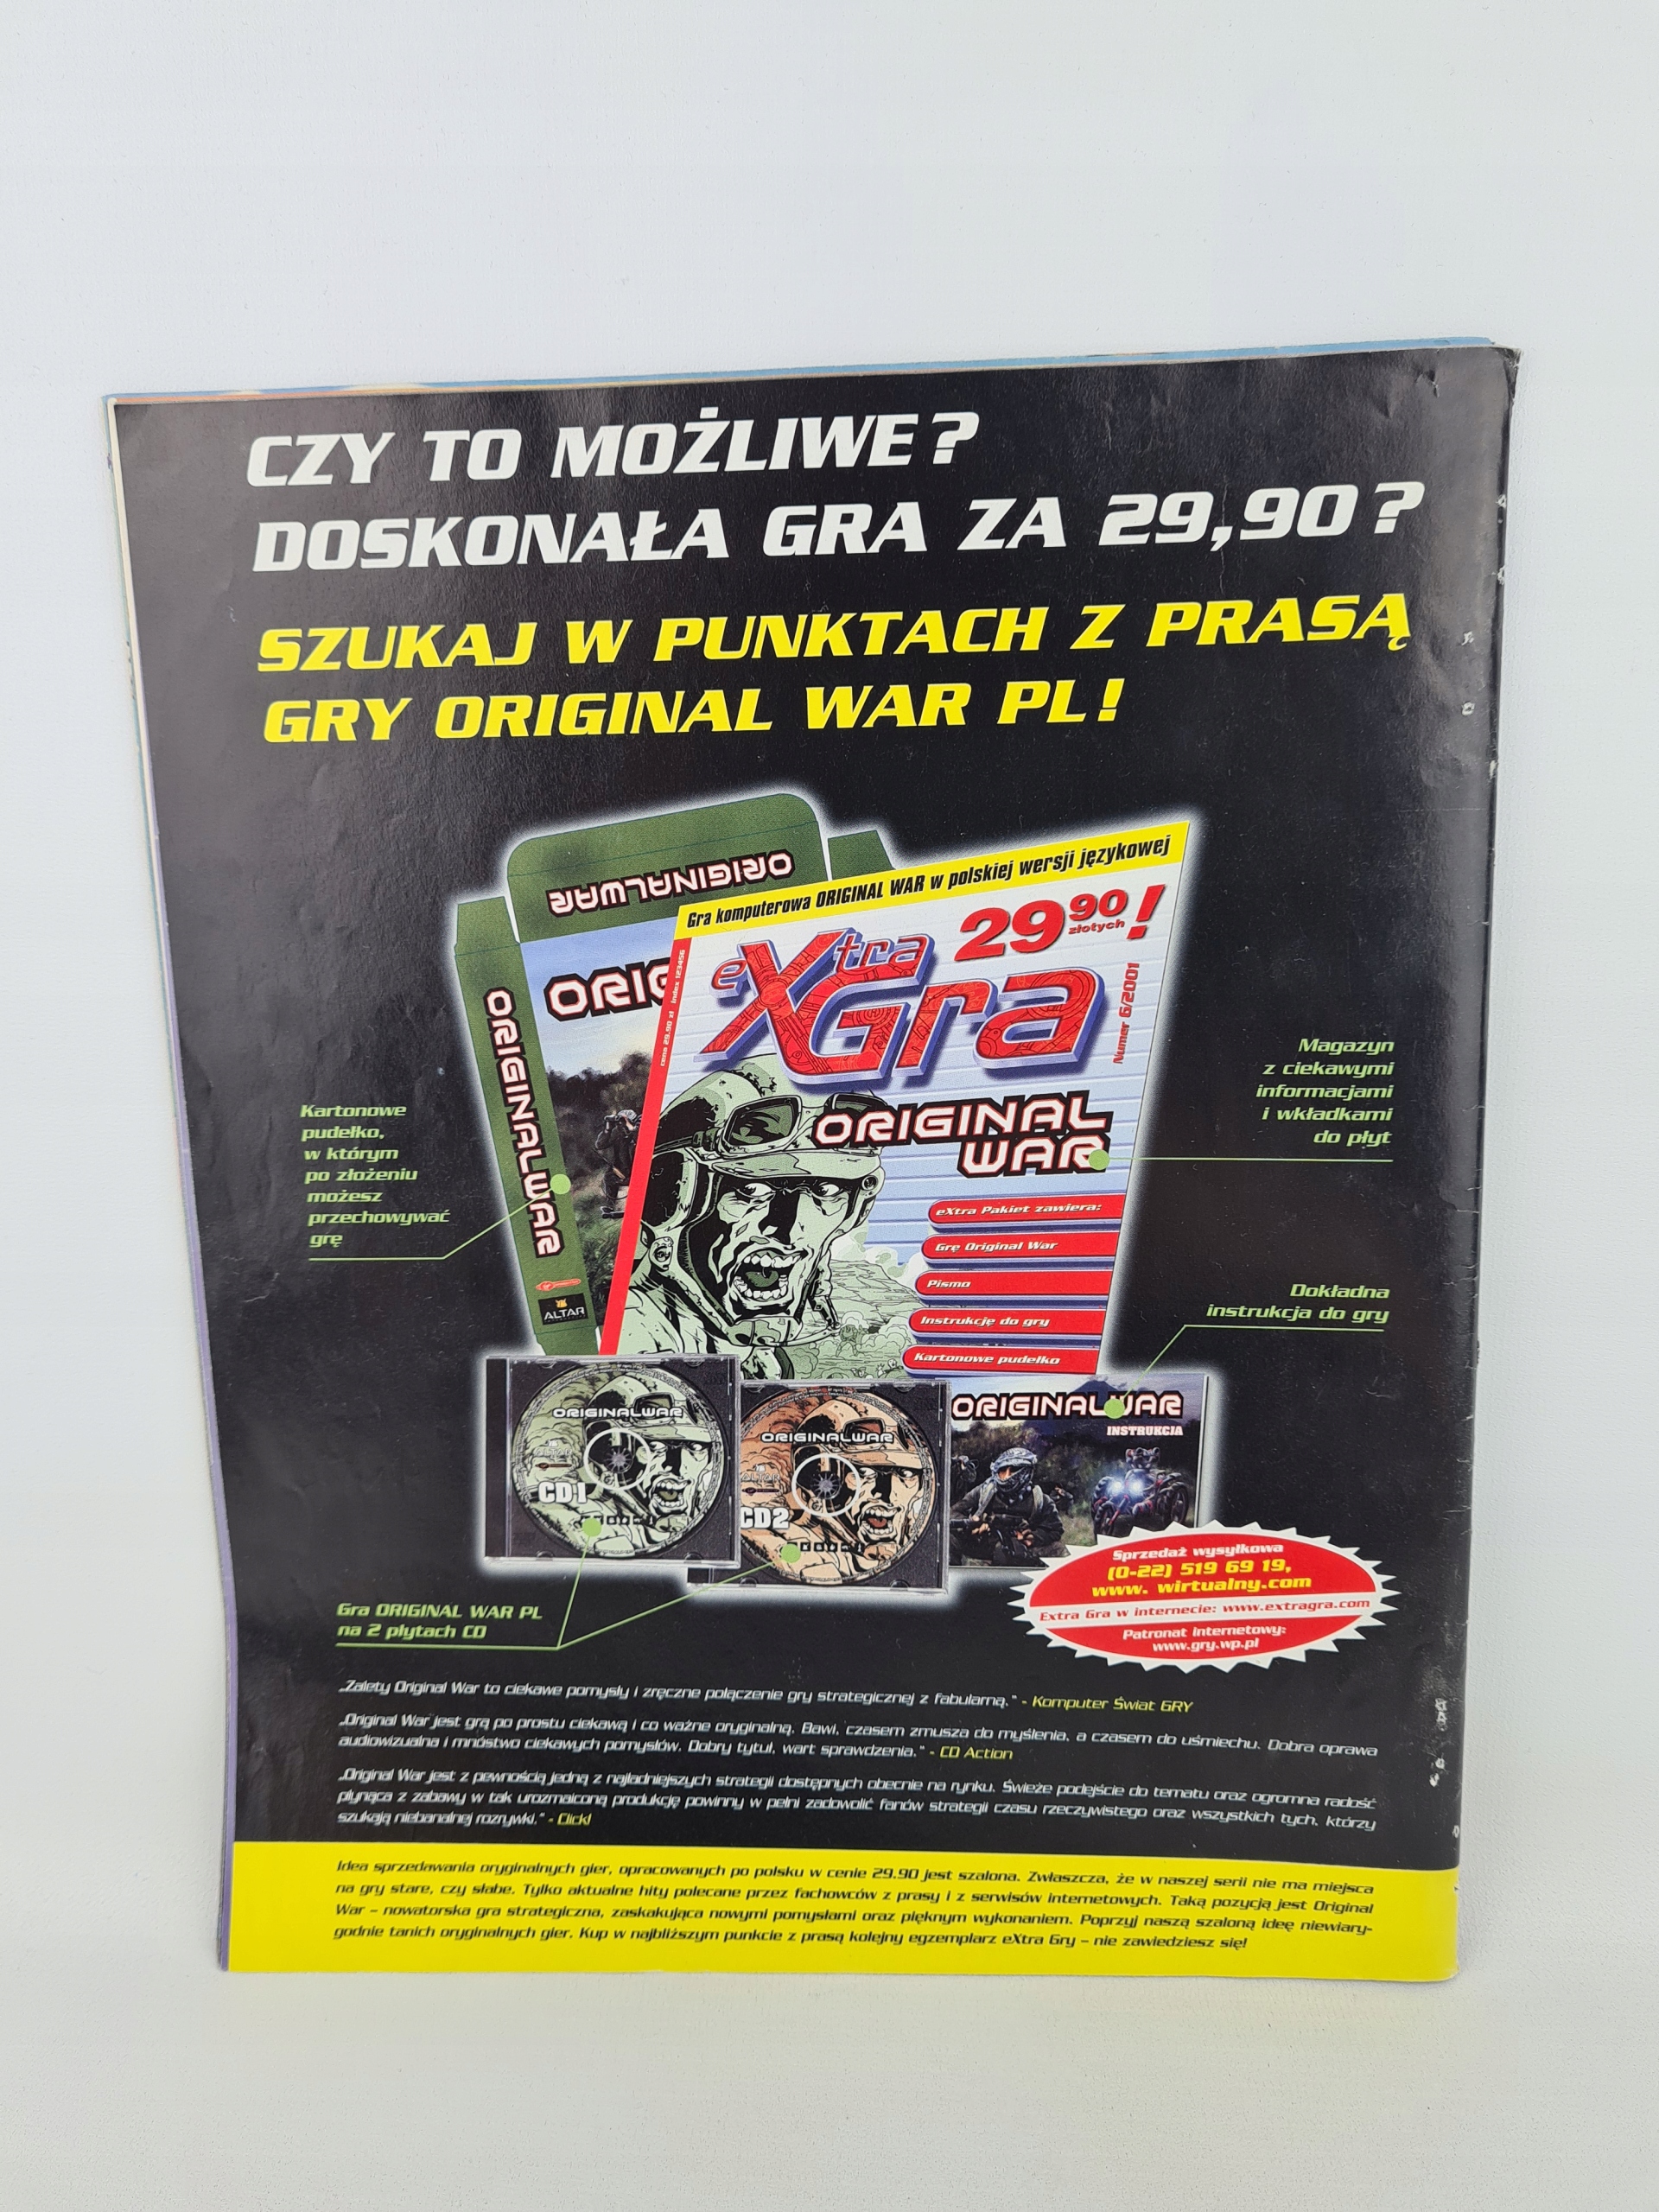 CZY TO MOŻLIWE?
DOSKONAŁA GRA ZA 29,90?
SZUKAJ W PUNKTACH Z PRASĄ
GRY ORIGINAL WAR PL!
ORIGINALWAR
ORIG
ORIGINALWAR
ALTAR
Gra komputerowa ORIGINAL WAR w polskiej wersji językowej
29 90 złotych!
eXtra Gra
Numer 6/2001
cena 29,90 zł index 123456
ORIGINAL
WAR
eXtra Pakiet zawiera:
Grę Original War
Pismo
Instrukcję do gry
Kartonowe pudełko
Kartonowe
pudełko,
w którym
po złożeniu
możesz
przechowywać
grę
Magazyn
z ciekawymi
informacjami
i wkładkami
do płyt
Dokładna
instrukcja do gry
ORIGINALWAR
CD1
ORIGINALWAR
CD2
ORIGINALWAR
INSTRUKCJA
Gra ORIGINAL WAR PL
na 2 płytach CD
Sprzedaż wysyłkowa
(0-22) 519 69 19,
www. wirtualny.com
Extra Gra w internecie: www.extragra.com
Patronat internetowy:
www.gry.wp.pl
„Zalety Original War to ciekawe pomysły i zręczne połączenie gry strategicznej z fabularną.” - Komputer Świat GRY
„Original War jest grą po prostu ciekawą i co ważne oryginalną. Bawi, czasem zmusza do myślenia, a czasem do uśmiechu. Dobra oprawa
audiowizualna i mnóstwo ciekawych pomysłów. Dobry tytuł, wart sprawdzenia.” - CD Action
„Original War jest z pewnością jedną z najładniejszych strategii dostępnych obecnie na rynku. Świeże podejście do tematu oraz ogromna radość
płynąca z zabawy w tak urozmaiconą produkcję powinny w pełni zadowolić fanów strategii czasu rzeczywistego oraz wszystkich tych, którzy
szukają niebanalnej rozrywki.” - Click!
Idea sprzedawania oryginalnych gier, opracowanych po polsku w cenie 29.90 jest szalona. Zwłaszcza, że w naszej serii nie ma miejsca
na gry stare, czy słabe. Tylko aktualne hity polecane przez fachowców z prasy i z serwisów internetowych. Taką pozycją jest Original
War – nowatorska gra strategiczna, zaskakująca nowymi pomysłami oraz pięknym wykonaniem. Poprzyj naszą szaloną ideę niewiary-
godnie tanich oryginalnych gier. Kup w najbliższym punkcie z prasą kolejny egzemplarz eXtra Gry – nie zawiedziesz się!